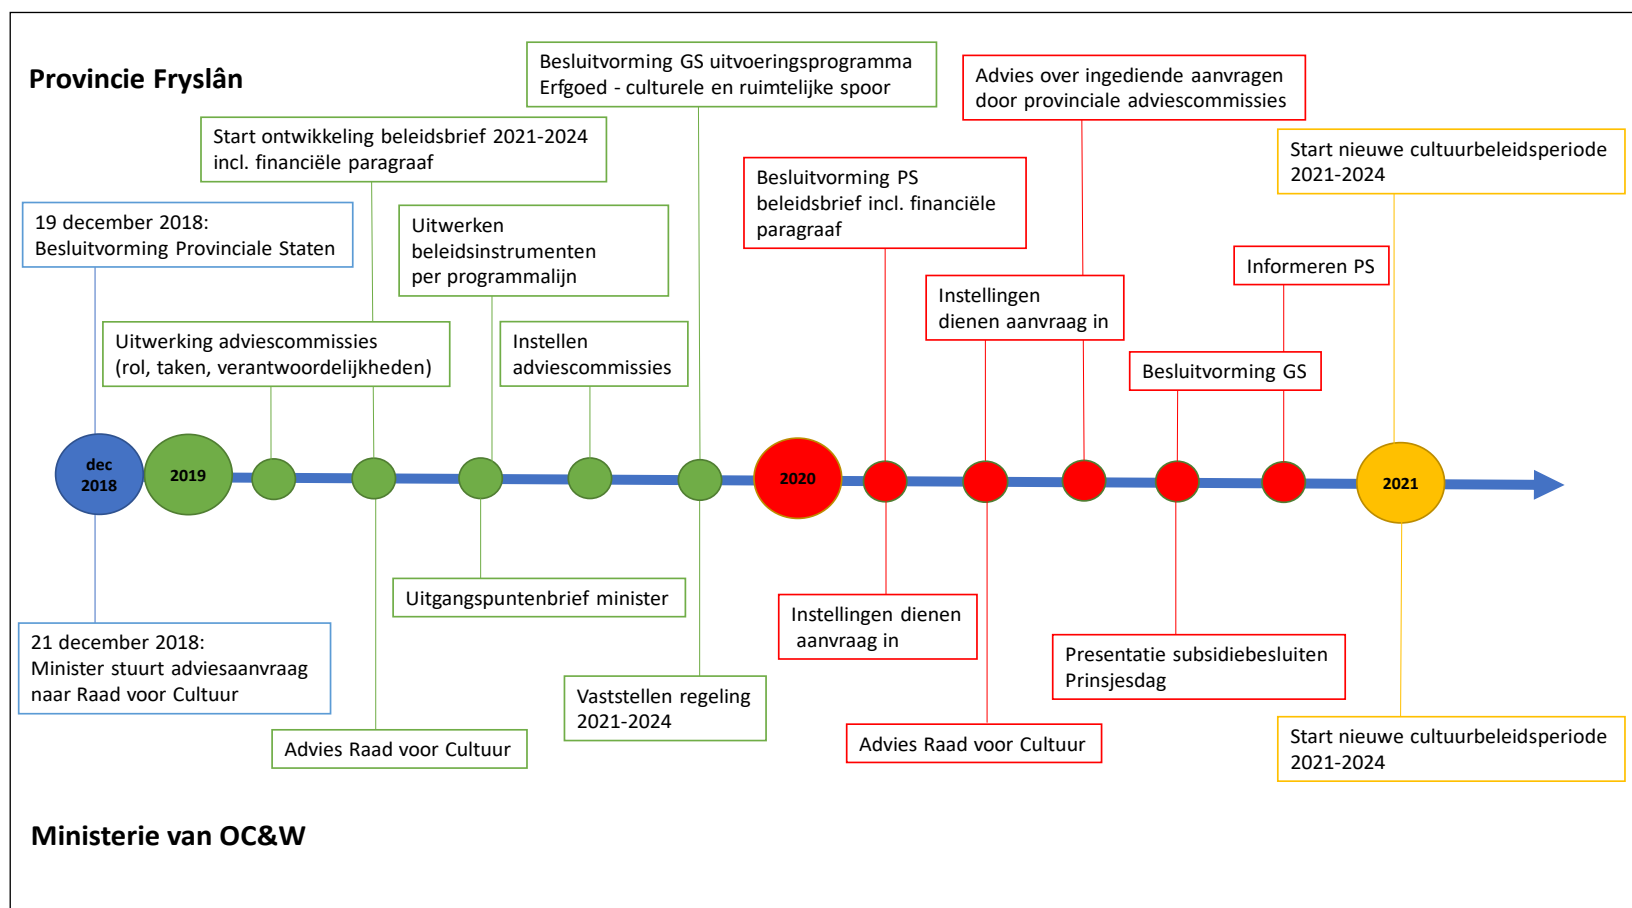 Provincie Fryslân
Besluitvorming GS uitvoeringsprogramma
Erfgoed - culturele en ruimtelijke spoor
Advies over ingediende aanvragen
door provinciale adviescommissies
Start ontwikkeling beleidsbrief 2021-2024
incl. financiële paragraaf
Start nieuwe cultuurbeleidsperiode
2021-2024
Besluitvorming PS
beleidsbrief incl. financiële
paragraaf
19 december 2018:
Besluitvorming Provinciale Staten
Uitwerken
beleidsinstrumenten
per programmalijn
Informeren PS
Instellingen
dienen aanvraag in
Uitwerking adviescommissies
(rol, taken, verantwoordelijkheden)
Instellen
adviescommissies
Besluitvorming GS
dec
2018
2019
2020
2021
Uitgangspuntenbrief minister
Instellingen dienen
aanvraag in
21 december 2018:
Minister stuurt adviesaanvraag
naar Raad voor Cultuur
Presentatie subsidiebesluiten
Prinsjesdag
Vaststellen regeling
2021-2024
Advies Raad voor Cultuur
Advies Raad voor Cultuur
Start nieuwe cultuurbeleidsperiode
2021-2024
Ministerie van OC&W